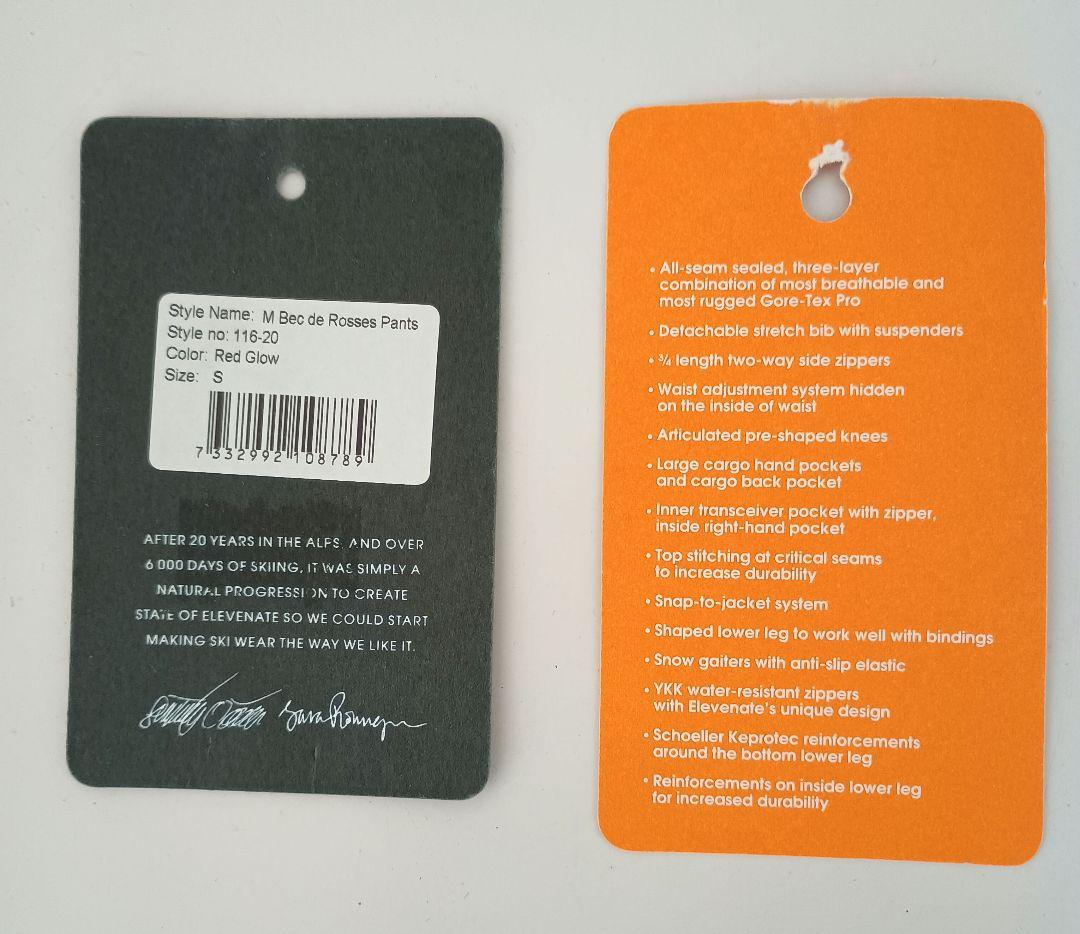 Style Name: M Bec de Rosses Pants
Style no: 116-20
Color: Red Glow
Size: S
7 332992 108789
AFTER 20 YEARS IN THE ALPS, AND OVER
6 000 DAYS OF SKIING, IT WAS SIMPLY A
NATURAL PROGRESSION TO CREATE
STATE OF ELEVENATE SO WE COULD START
MAKING SKI WEAR THE WAY WE LIKE IT.
• All-seam sealed, three-layer
combination of most breathable and
most rugged Gore-Tex Pro
• Detachable stretch bib with suspenders
• ¾ length two-way side zippers
• Waist adjustment system hidden
on the inside of waist
• Articulated pre-shaped knees
• Large cargo hand pockets
and cargo back pocket
• Inner transceiver pocket with zipper,
inside right-hand pocket
• Top stitching at critical seams
to increase durability
• Snap-to-jacket system
• Shaped lower leg to work well with bindings
• Snow gaiters with anti-slip elastic
• YKK water-resistant zippers
with Elevenate's unique design
• Schoeller Keprotec reinforcements
around the bottom lower leg
• Reinforcements on inside lower leg
for increased durability